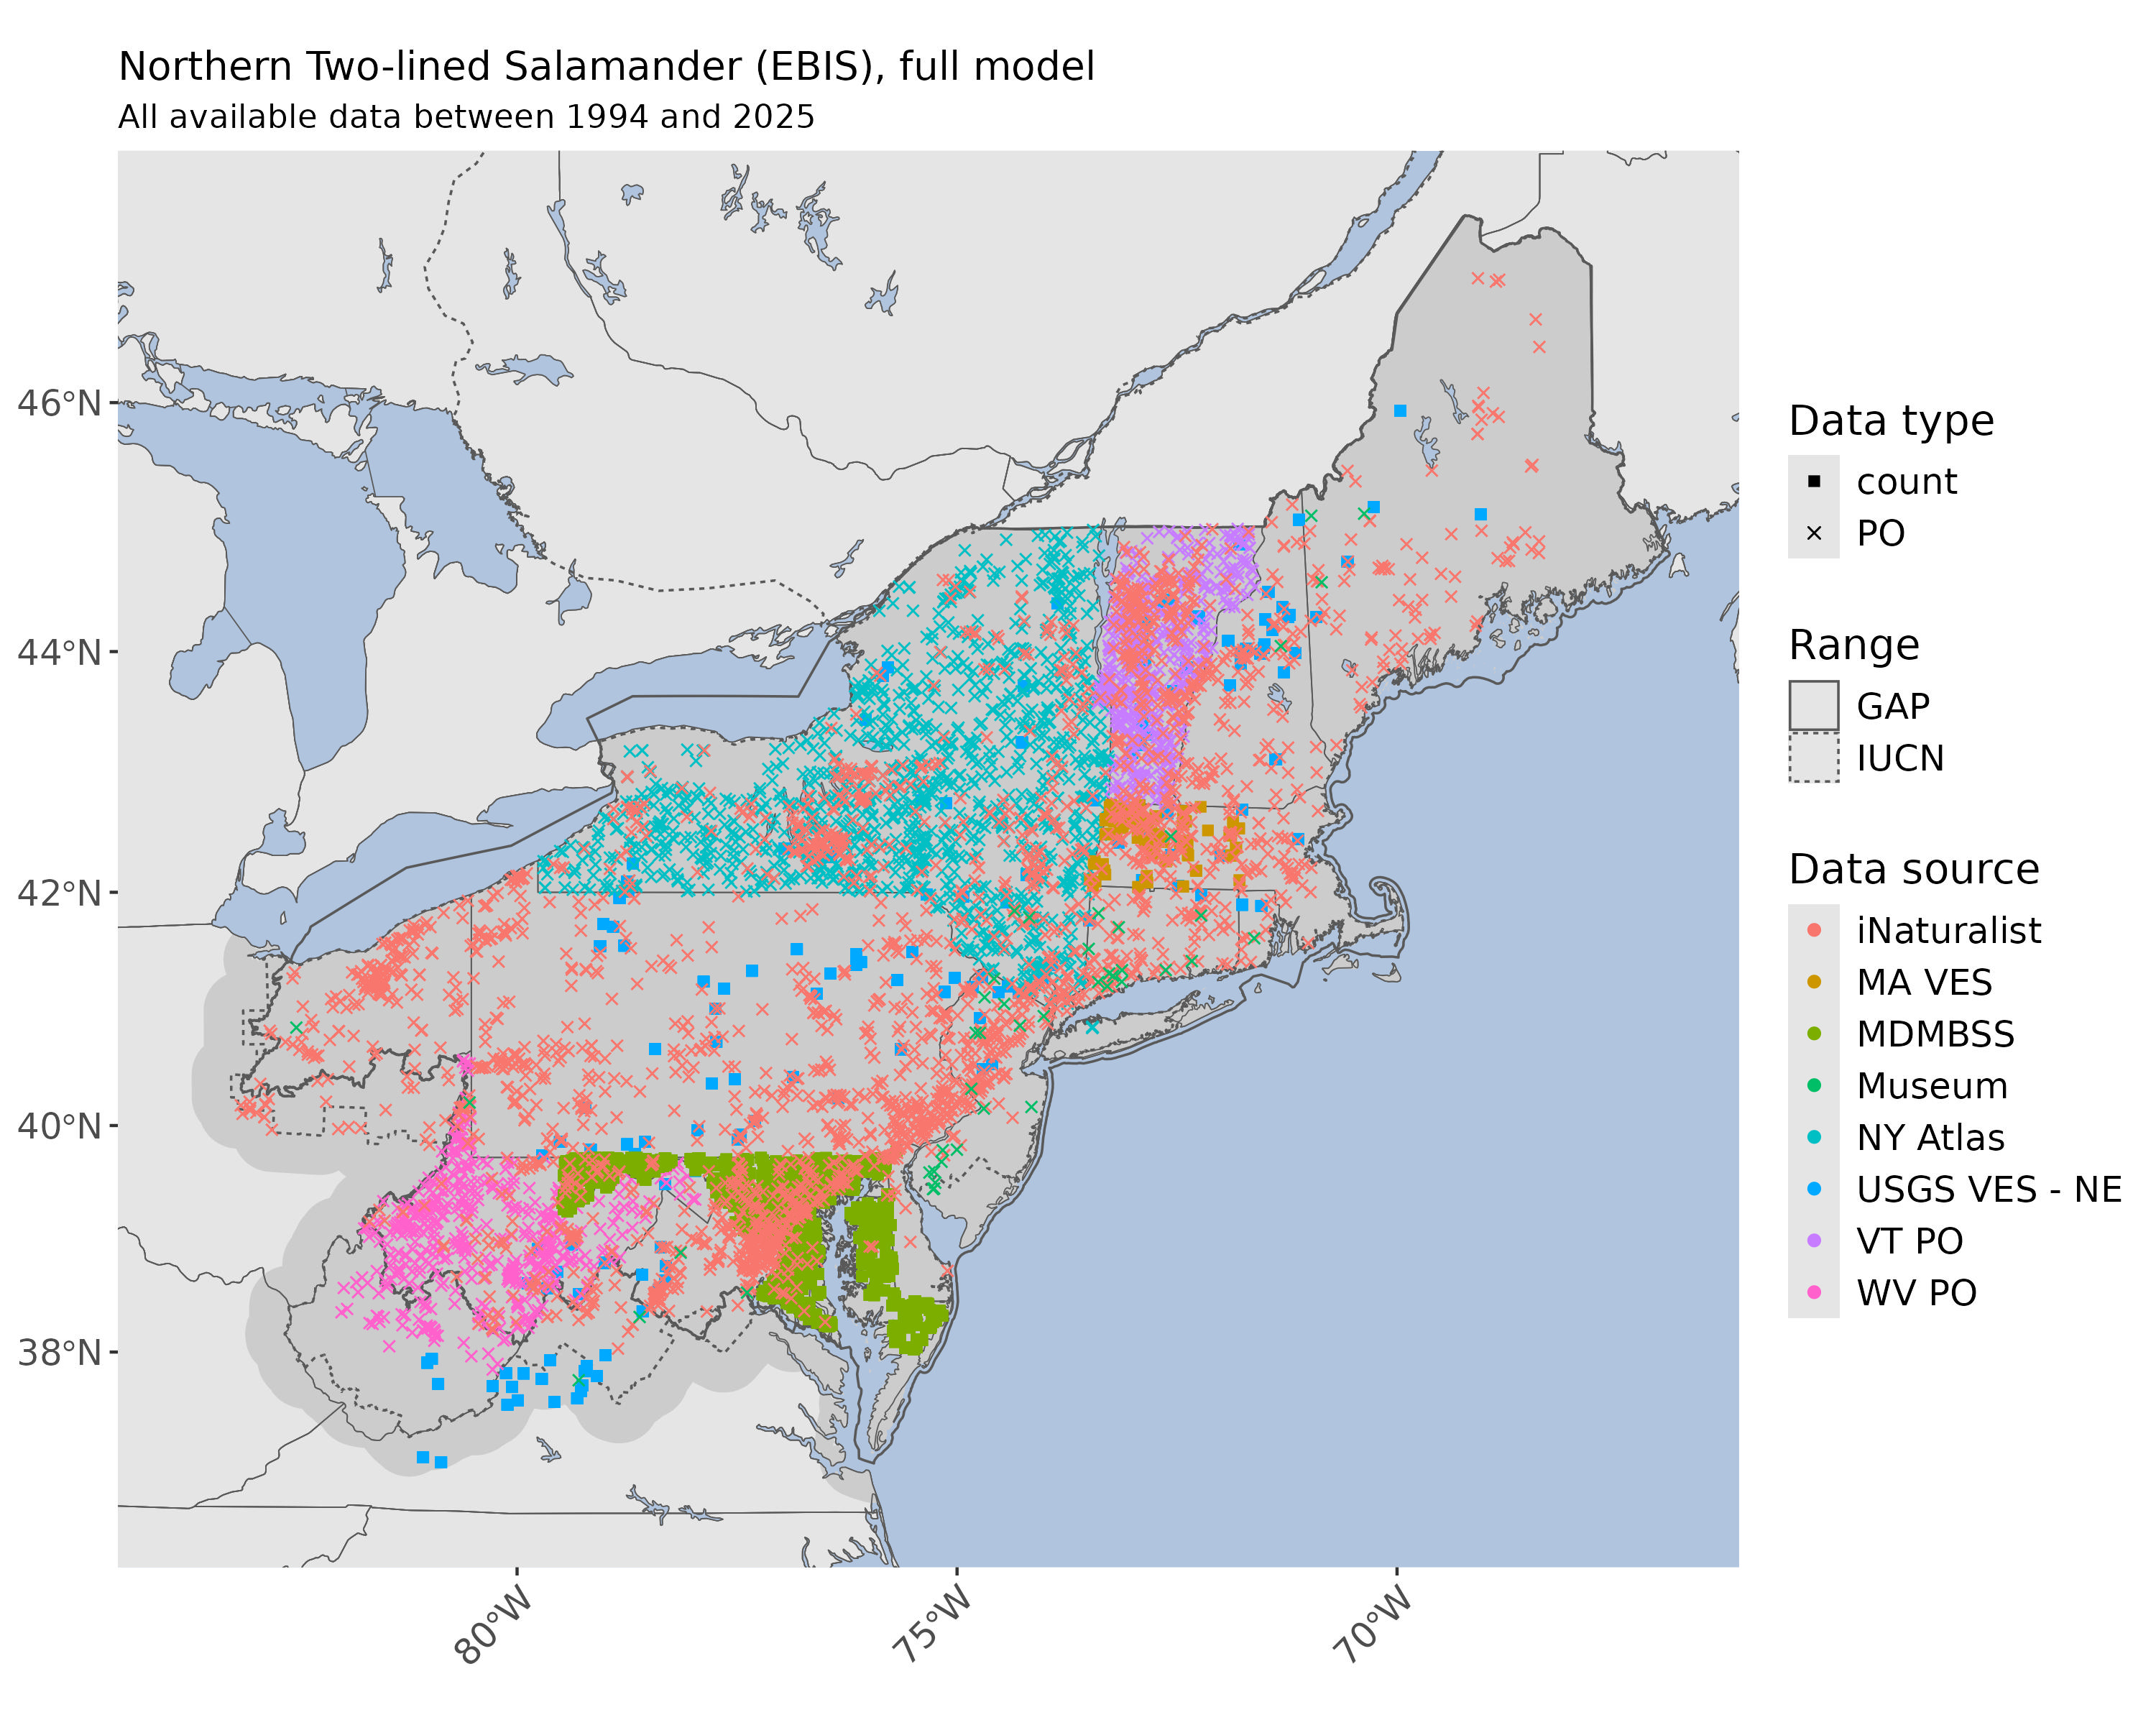 Northern Two-lined Salamander (EBIS), full model
All available data between 1994 and 2025
46°N
44°N
42°N
40°N
38°N
80°W
75°W
70°W
Data type
count
PO
Range
GAP
IUCN
Data source
iNaturalist
MA VES
MDMBSS
Museum
NY Atlas
USGS VES - NE
VT PO
WV PO